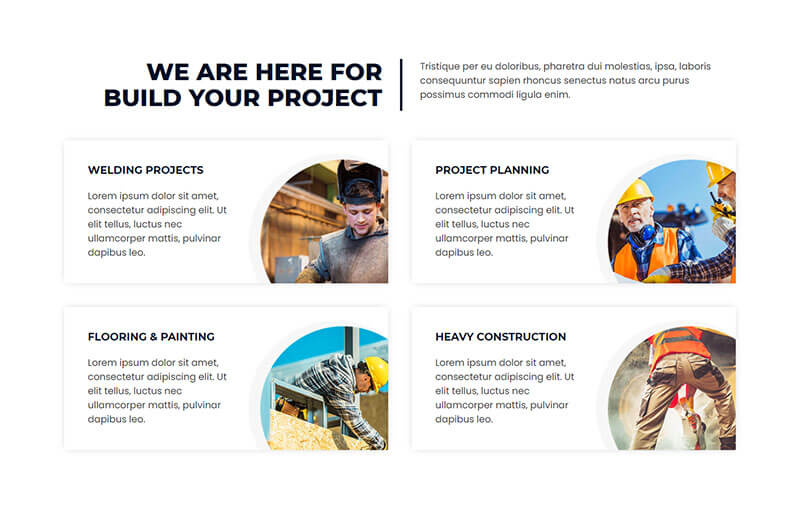 WE ARE HERE FOR
BUILD YOUR PROJECT
Tristique per eu doloribus, pharetra dui molestias, ipsa, laboris
consequuntur sapien rhoncus senectus natus arcu purus
possimus commodi ligula enim.
WELDING PROJECTS
Lorem ipsum dolor sit amet,
consectetur adipiscing elit. Ut
elit tellus, luctus nec
ullamcorper mattis, pulvinar
dapibus leo.
PROJECT PLANNING
Lorem ipsum dolor sit amet,
consectetur adipiscing elit. Ut
elit tellus, luctus nec
ullamcorper mattis, pulvinar
dapibus leo.
FLOORING & PAINTING
Lorem ipsum dolor sit amet,
consectetur adipiscing elit. Ut
elit tellus, luctus nec
ullamcorper mattis, pulvinar
dapibus leo.
HEAVY CONSTRUCTION
Lorem ipsum dolor sit amet,
consectetur adipiscing elit. Ut
elit tellus, luctus nec
ullamcorper mattis, pulvinar
dapibus leo.